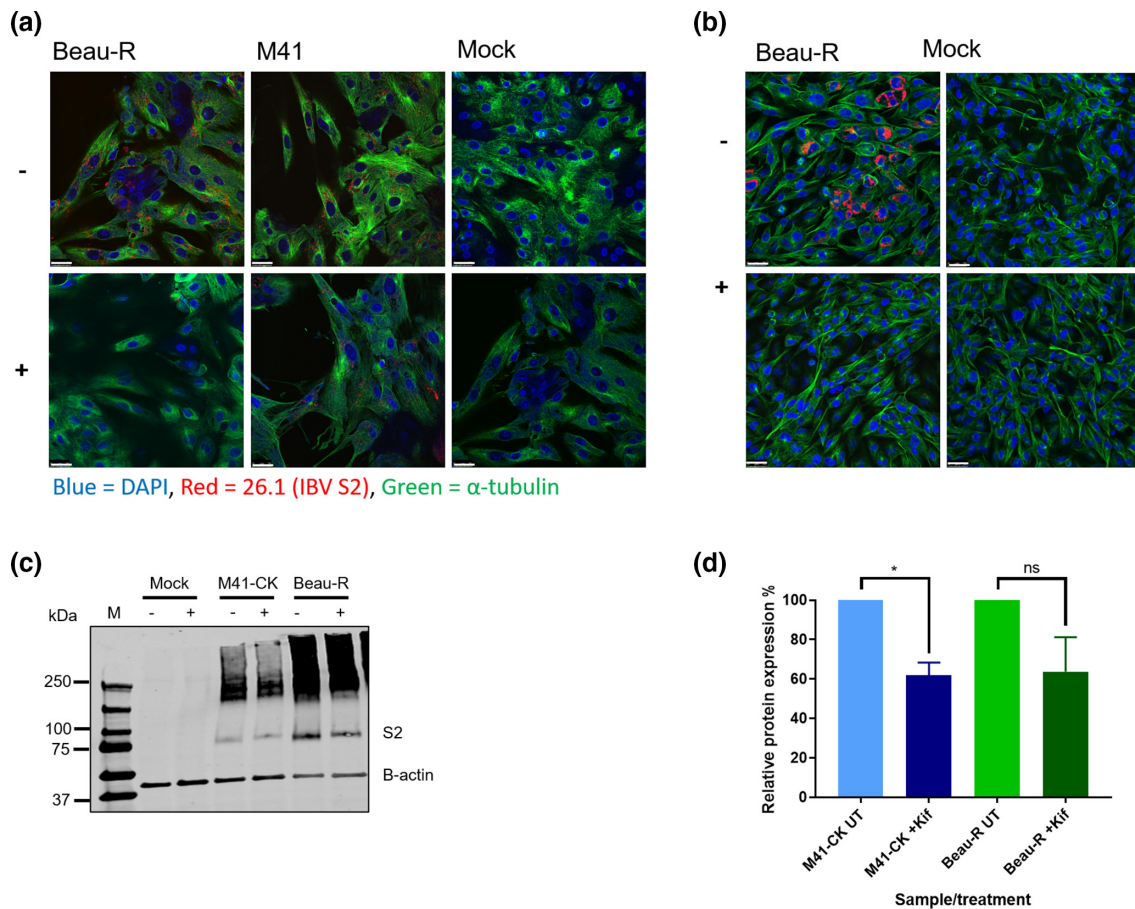 (a)
Beau-R M41 Mock
-
+
Blue = DAPI, Red = 26.1 (IBV S2), Green = α-tubulin
(b)
Beau-R Mock
-
+
(c)
Mock M41-CK Beau-R
kDa M - + - + - +
250
100
75
37
S2
B-actin
(d)
Relative protein expression %
100
80
60
40
20
0
*
ns
M41-CK UT
M41-CK +Kif
Beau-R UT
Beau-R +Kif
Sample/treatment